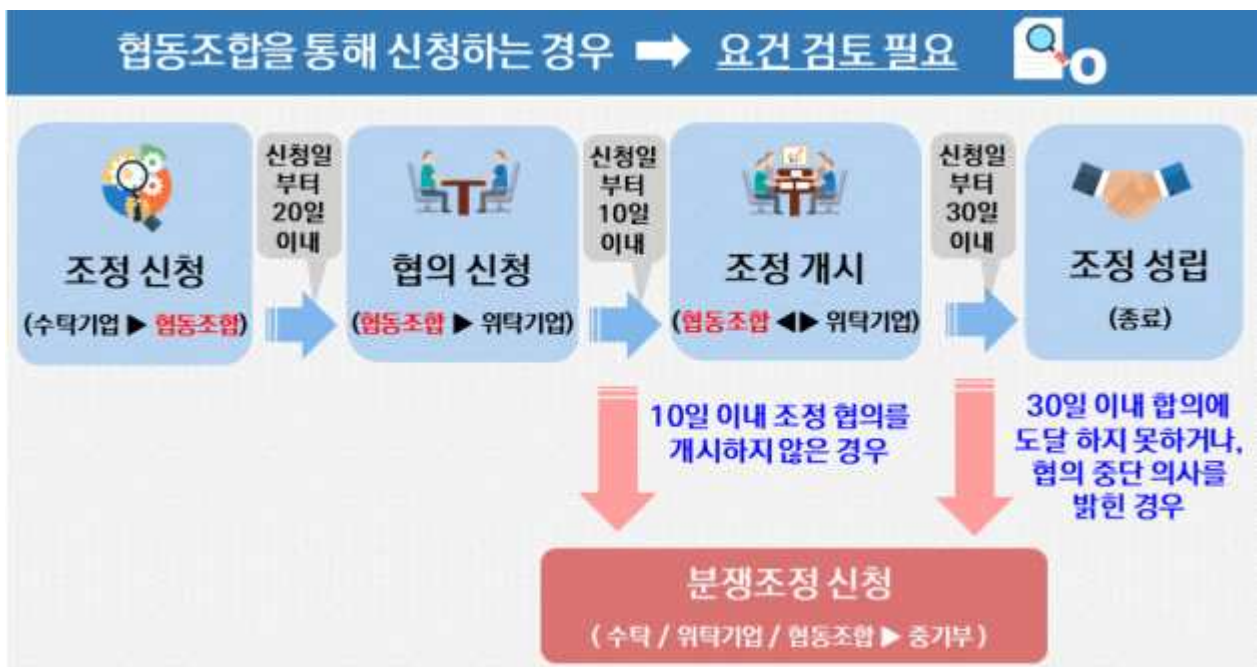 협동조합을 통해 신청하는 경우 ➡ 요건 검토 필요
조정 신청
(수탁기업 ▶ 협동조합)
신청일
부터
20일
이내
협의 신청
(협동조합 ▶ 위탁기업)
신청일
부터
10일
이내
조정 개시
(협동조합 ◀▶ 위탁기업)
신청일
부터
30일
이내
조정 성립
(종료)
10일 이내 조정 협의를
개시하지 않은 경우
30일 이내 합의에
도달 하지 못하거나,
협의 중단 의사를
밝힌 경우
분쟁조정 신청
( 수탁 / 위탁기업 / 협동조합 ▶ 중기부 )